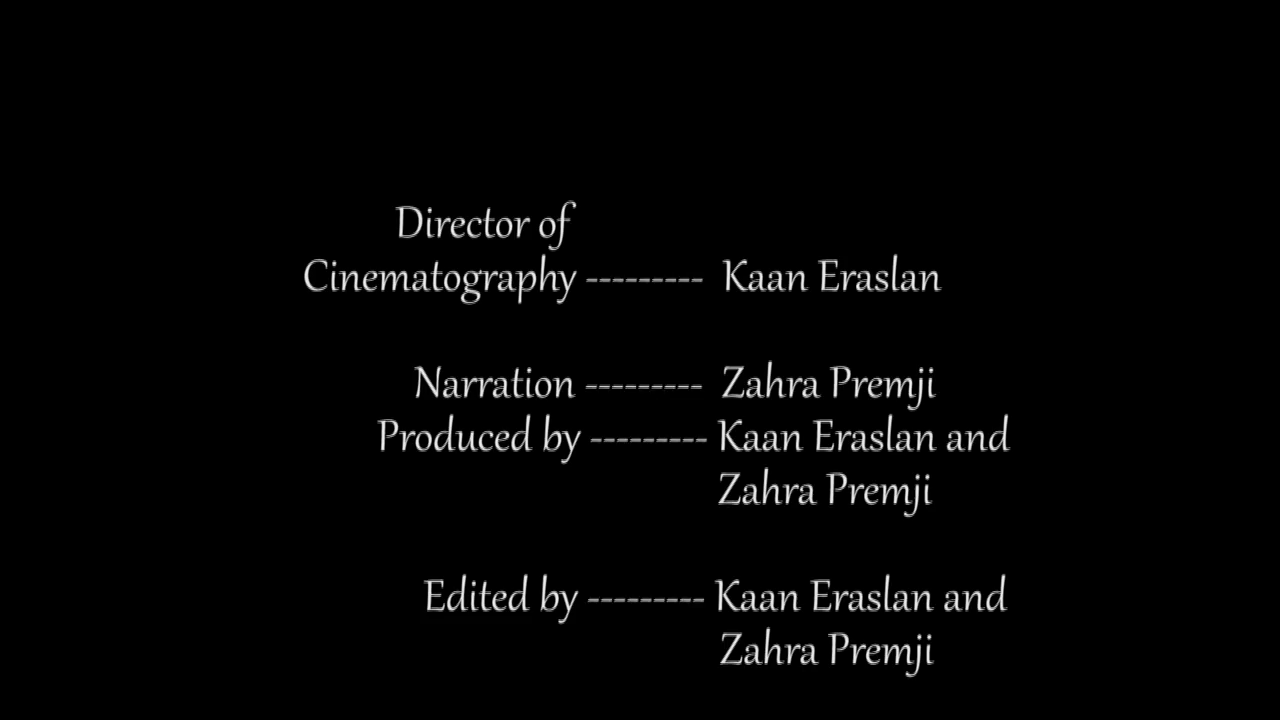 Director of
Cinematography --------- Kaan Eraslan
Narration --------- Zahra Premji
Produced by --------- Kaan Eraslan and
Zahra Premji
Edited by --------- Kaan Eraslan and
Zahra Premji